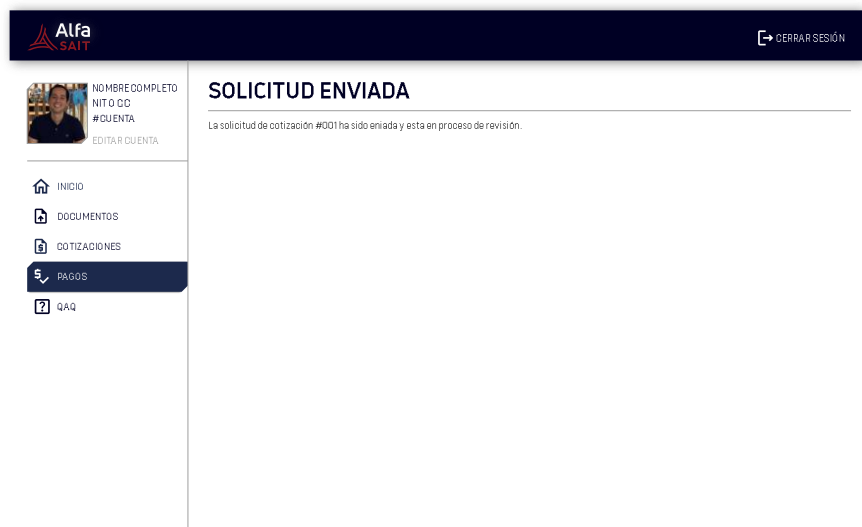 Alfa
SAIT
CERRAR SESIÓN
NOMBRE COMPLETO
NIT O CC
#CUENTA
EDITAR CUENTA
INICIO
DOCUMENTOS
COTIZACIONES
PAGOS
QAQ
SOLICITUD ENVIADA
La solicitud de cotización #001 ha sido eniada y esta en proceso de revisión.